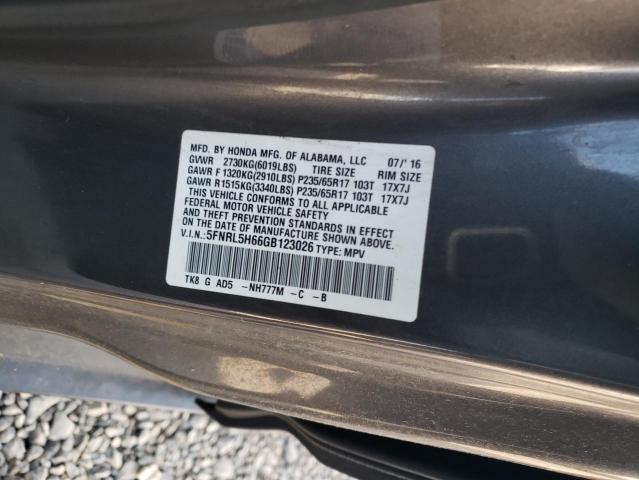 MFD. BY HONDA MFG. OF ALABAMA, LLC 07/'16
GVWR 2730KG(6019LBS) TIRE SIZE RIM SIZE
GAWR F 1320KG(2910LBS) P235/65R17 103T 17X7J
GAWR R1515KG(3340LBS) P235/65R17 103T 17X7J
THIS VEHICLE CONFORMS TO ALL APPLICABLE
FEDERAL MOTOR VEHICLE SAFETY
AND THEFT PREVENTION STANDARDS IN EFFECT
ON THE DATE OF MANUFACTURE SHOWN ABOVE.
V.I.N.:5FNRL5H66GB123026 TYPE: MPV
TK8 G AD5 -NH777M -C -B